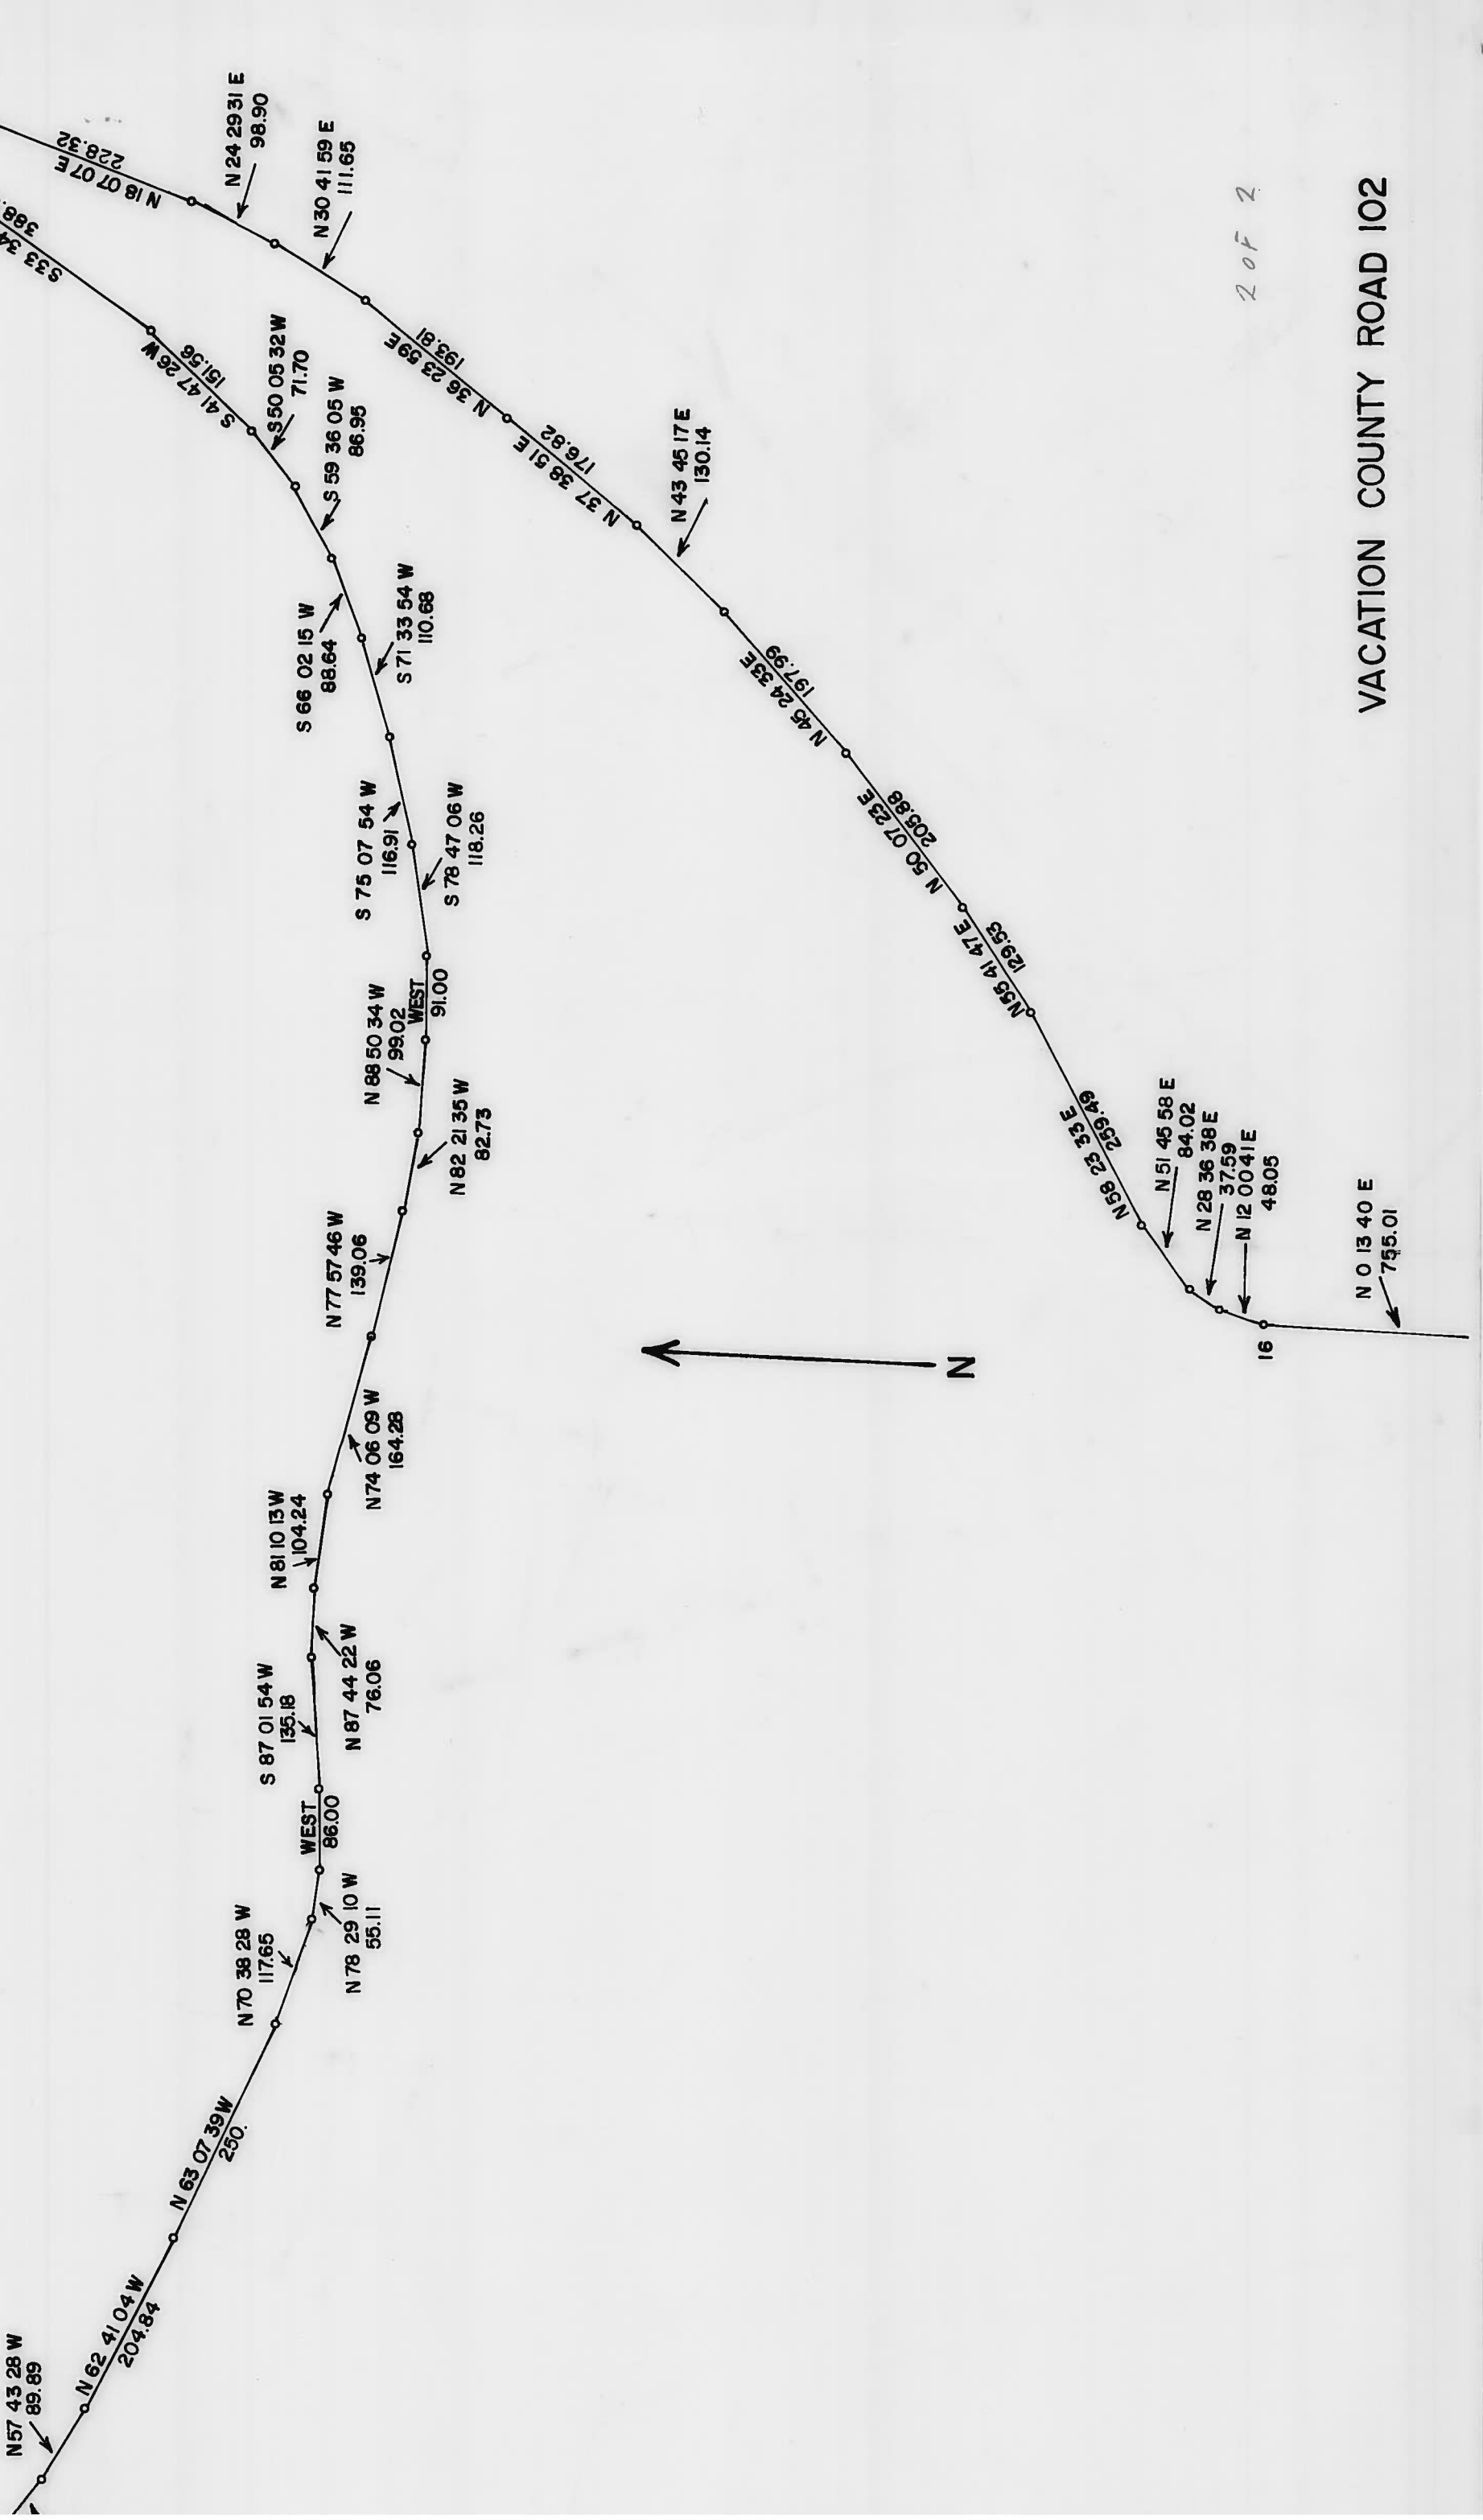 N57 43 28 W
89.89
N 62 41 04 W
204.84
N 63 07 39 W
250.
N 70 38 28 W
117.65
N 78 29 10 W
55.11
WEST
86.00
S 87 01 54 W
135.18
N 87 44 22 W
76.06
N 81 10 13 W
104.24
N74 06 09 W
164.28
N 77 57 46 W
139.06
N 82 21 35 W
82.73
N 88 50 34 W
99.02
WEST
91.00
S 78 47 06 W
118.26
S 75 07 54 W
116.91
S 71 33 54 W
110.68
S 66 02 15 W
88.64
S 59 36 05 W
86.95
S50 05 32 W
71.70
S 41 47 26 W
151.56
S33 34
388.
N 18 07 07 E
228.32
N 24 29 31 E
98.90
N 30 41 59 E
111.65
N 36 23 59 E
193.81
N 37 38 51 E
176.82
N 43 45 17 E
130.14
N 45 24 33 E
197.99
N 50 07 23 E
205.88
N55 41 47 E
129.53
N58 23 33 E
259.49
N 51 45 58 E
84.02
N 28 36 38 E
37.59
N 12 00 41 E
48.05
16
N 0 13 40 E
755.01
N
2 OF 2
VACATION COUNTY ROAD 102